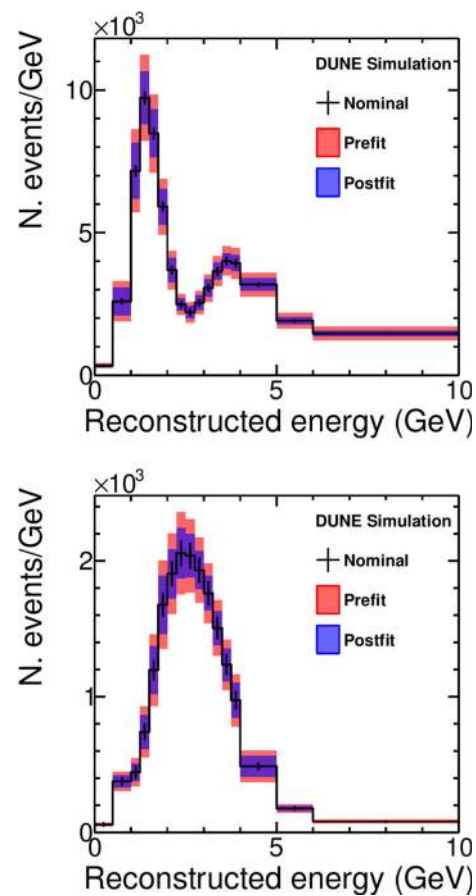 ×10³
N. events/GeV
10
5
0
DUNE Simulation
Nominal
Prefit
Postfit
0
5
10
Reconstructed energy (GeV)
×10³
N. events/GeV
2
1
0
DUNE Simulation
Nominal
Prefit
Postfit
0
5
10
Reconstructed energy (GeV)